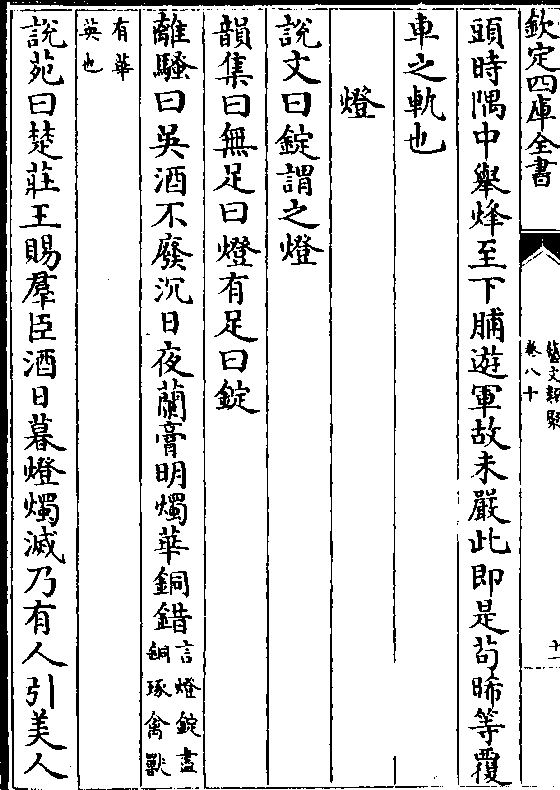 欽定四庫全書
藝文類聚
卷八十
十一
頭時隅中舉烽至下脯遊軍故未嚴此即是茍晞等覆
車之軌也
燈
說文曰錠謂之燈
韻集曰無足曰燈有足曰錠
離騷曰吳酒不廢沉日夜蘭膏明燭華銅錯言燈錠盡
銅琢禽獸
有華
英也
說苑曰楚莊王賜羣臣酒日暮燈燭滅乃有人引美人